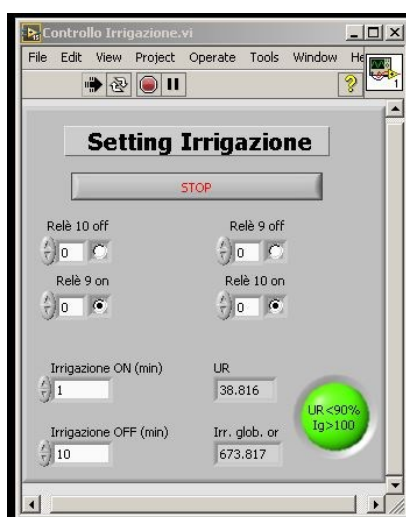 Controllo Irrigazione.vi
File Edit View Project Operate Tools Window He
?
1
Setting Irrigazione
STOP
Relè 10 off
Relè 9 off
0
0
Relè 9 on
Relè 10 on
0
0
Irrigazione ON (min)
UR
1
38.816
UR<90%
Ig>100
Irrigazione OFF (min)
Irr. glob. or
10
673.817